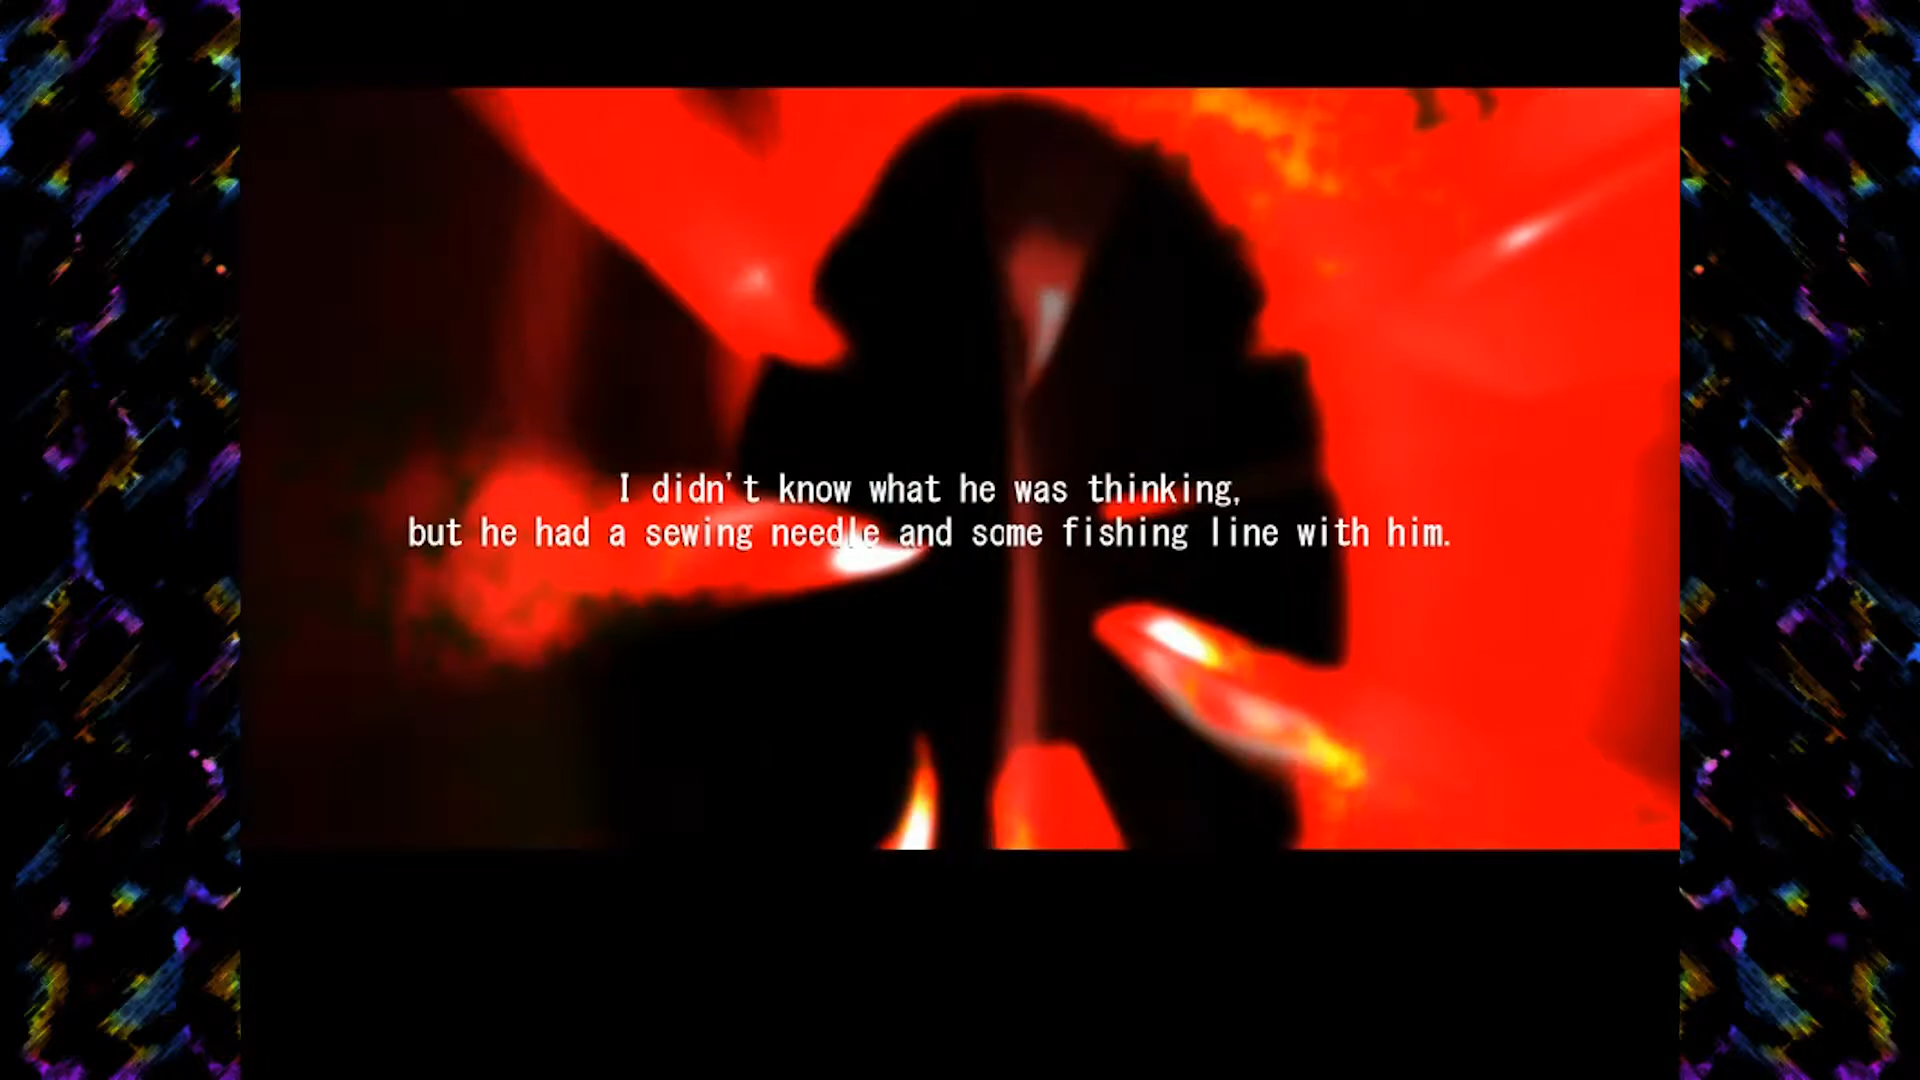 I didn't know what he was thinking,
but he had a sewing needle and some fishing line with him.